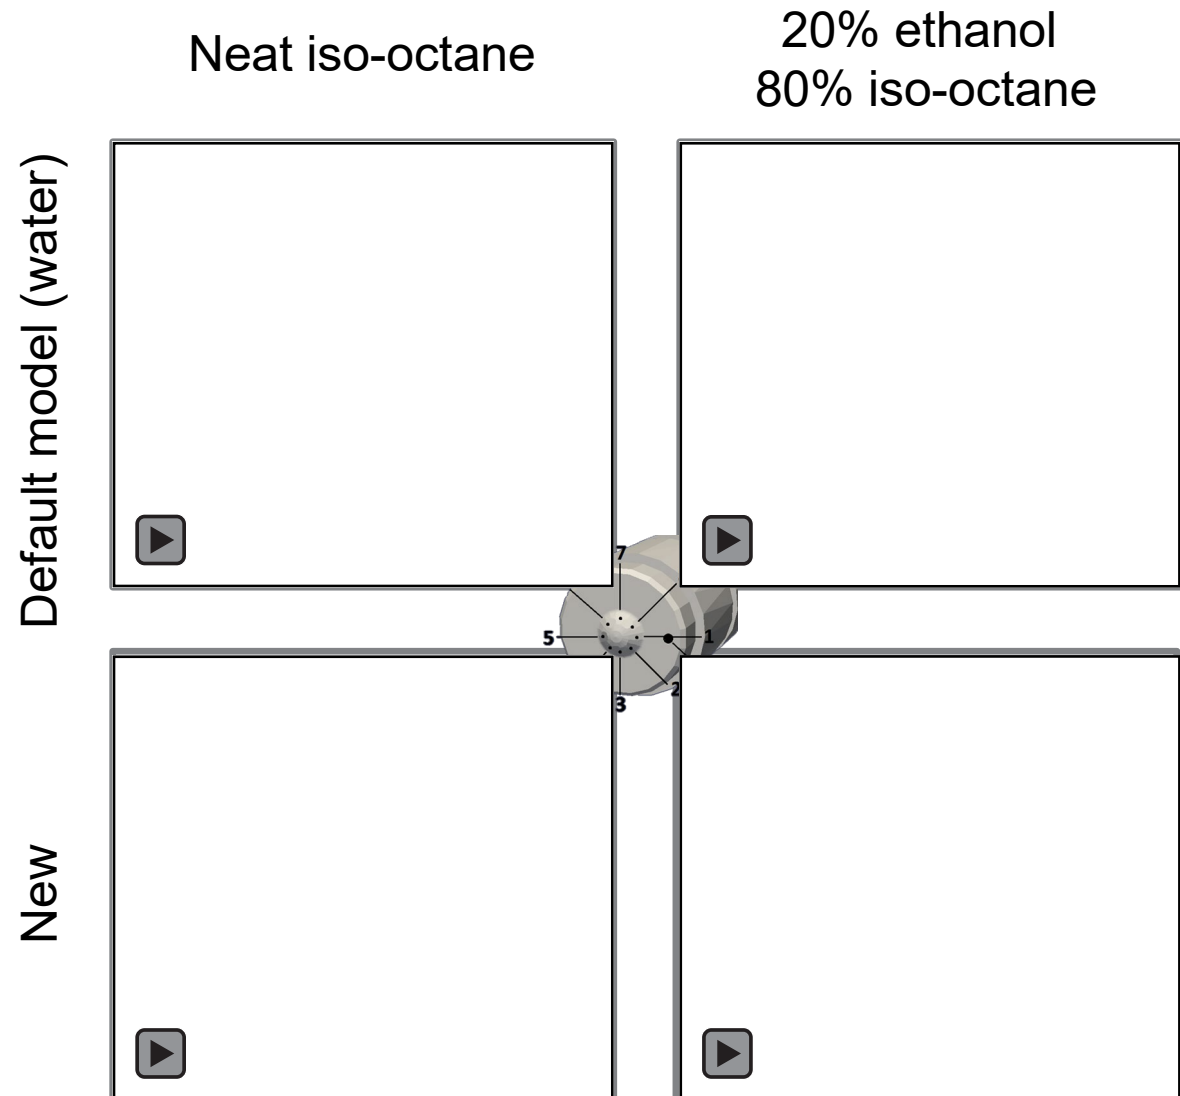 Neat iso-octane
20% ethanol
80% iso-octane
Default model (water)
7
5
1
2
3
New